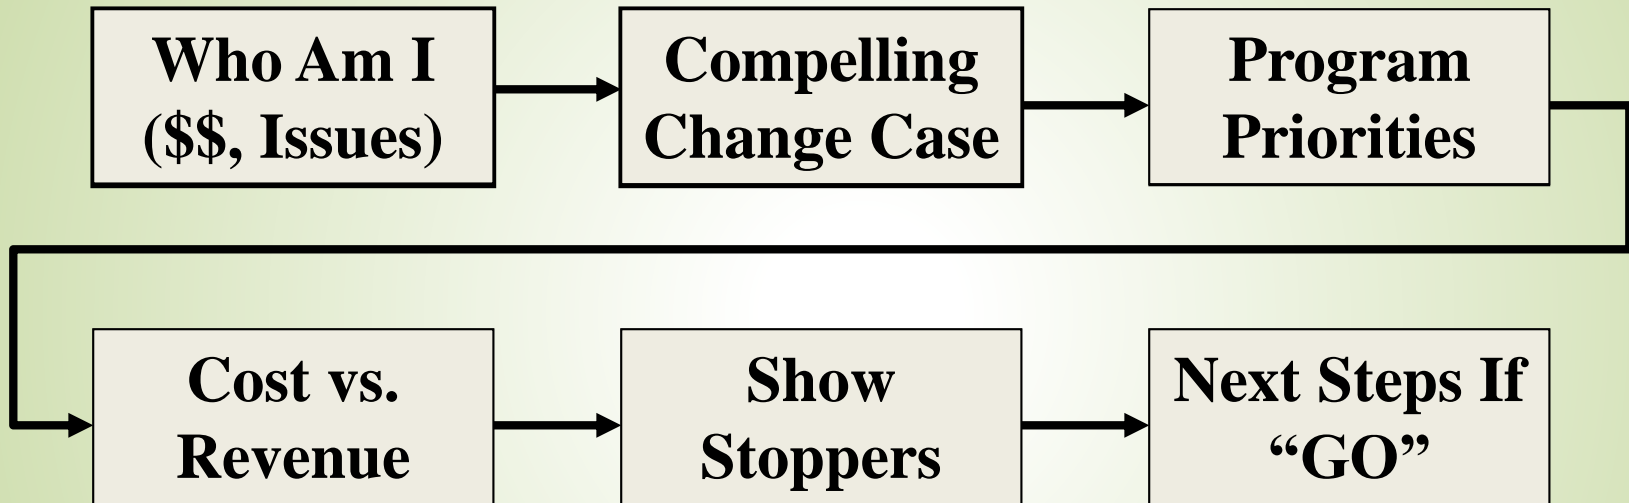 Who Am I
($$, Issues)
Compelling
Change Case
Program
Priorities
Cost vs.
Revenue
Show
Stoppers
Next Steps If
“GO”